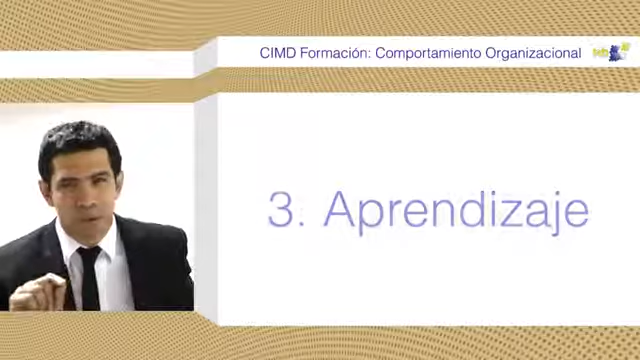 CIMD Formación: Comportamiento Organizacional
3. Aprendizaje